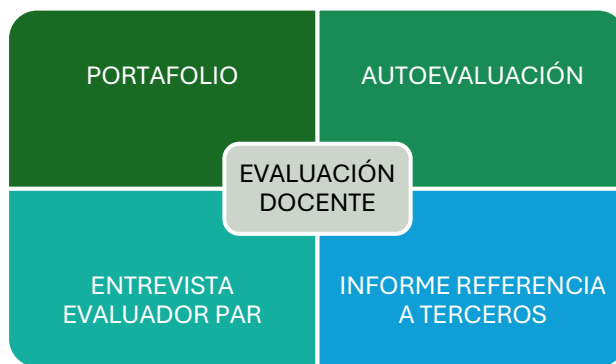 PORTAFOLIO
AUTOEVALUACIÓN
EVALUACIÓN
DOCENTE
ENTREVISTA
EVALUADOR PAR
INFORME REFERENCIA
A TERCEROS